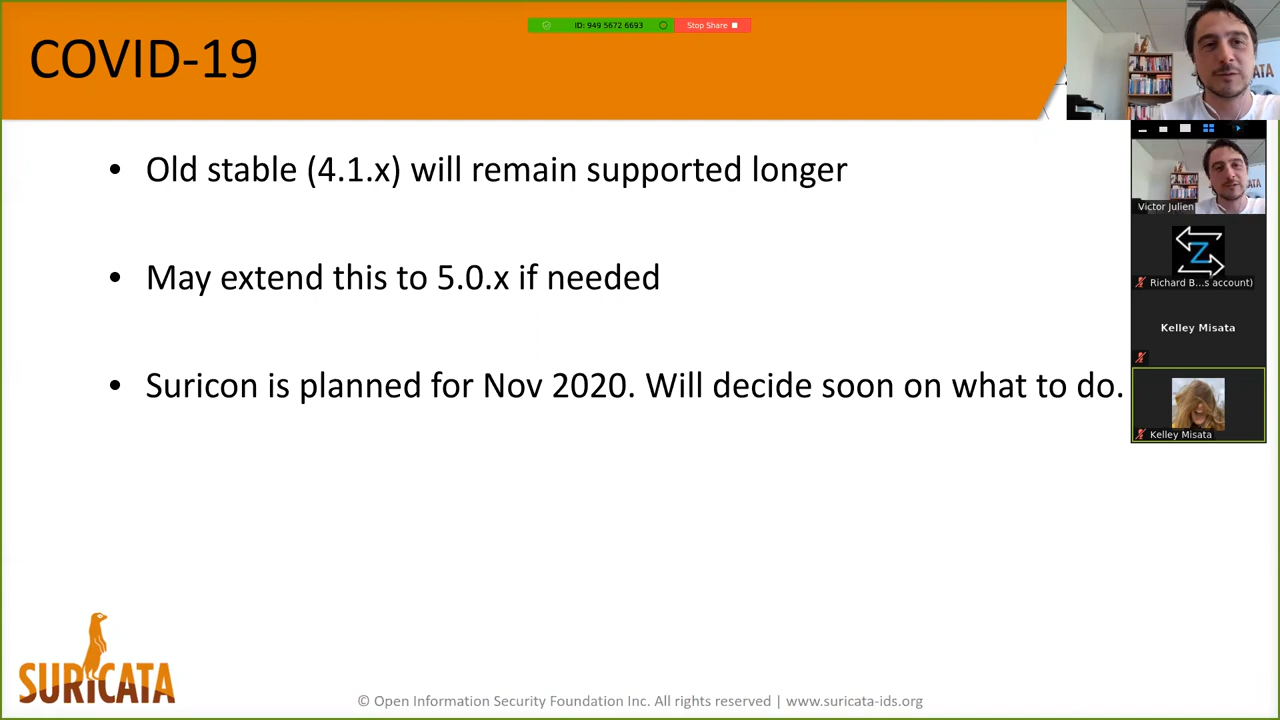 COVID-19
ID: 949 5672 6693
Stop Share
CATA
• Old stable (4.1.x) will remain supported longer
• May extend this to 5.0.x if needed
• Suricon is planned for Nov 2020. Will decide soon on what to do.
Victor Julien
Z
Richard B...s account)
Kelley Misata
Kelley Misata
SURICATA
© Open Information Security Foundation Inc. All rights reserved | www.suricata-ids.org